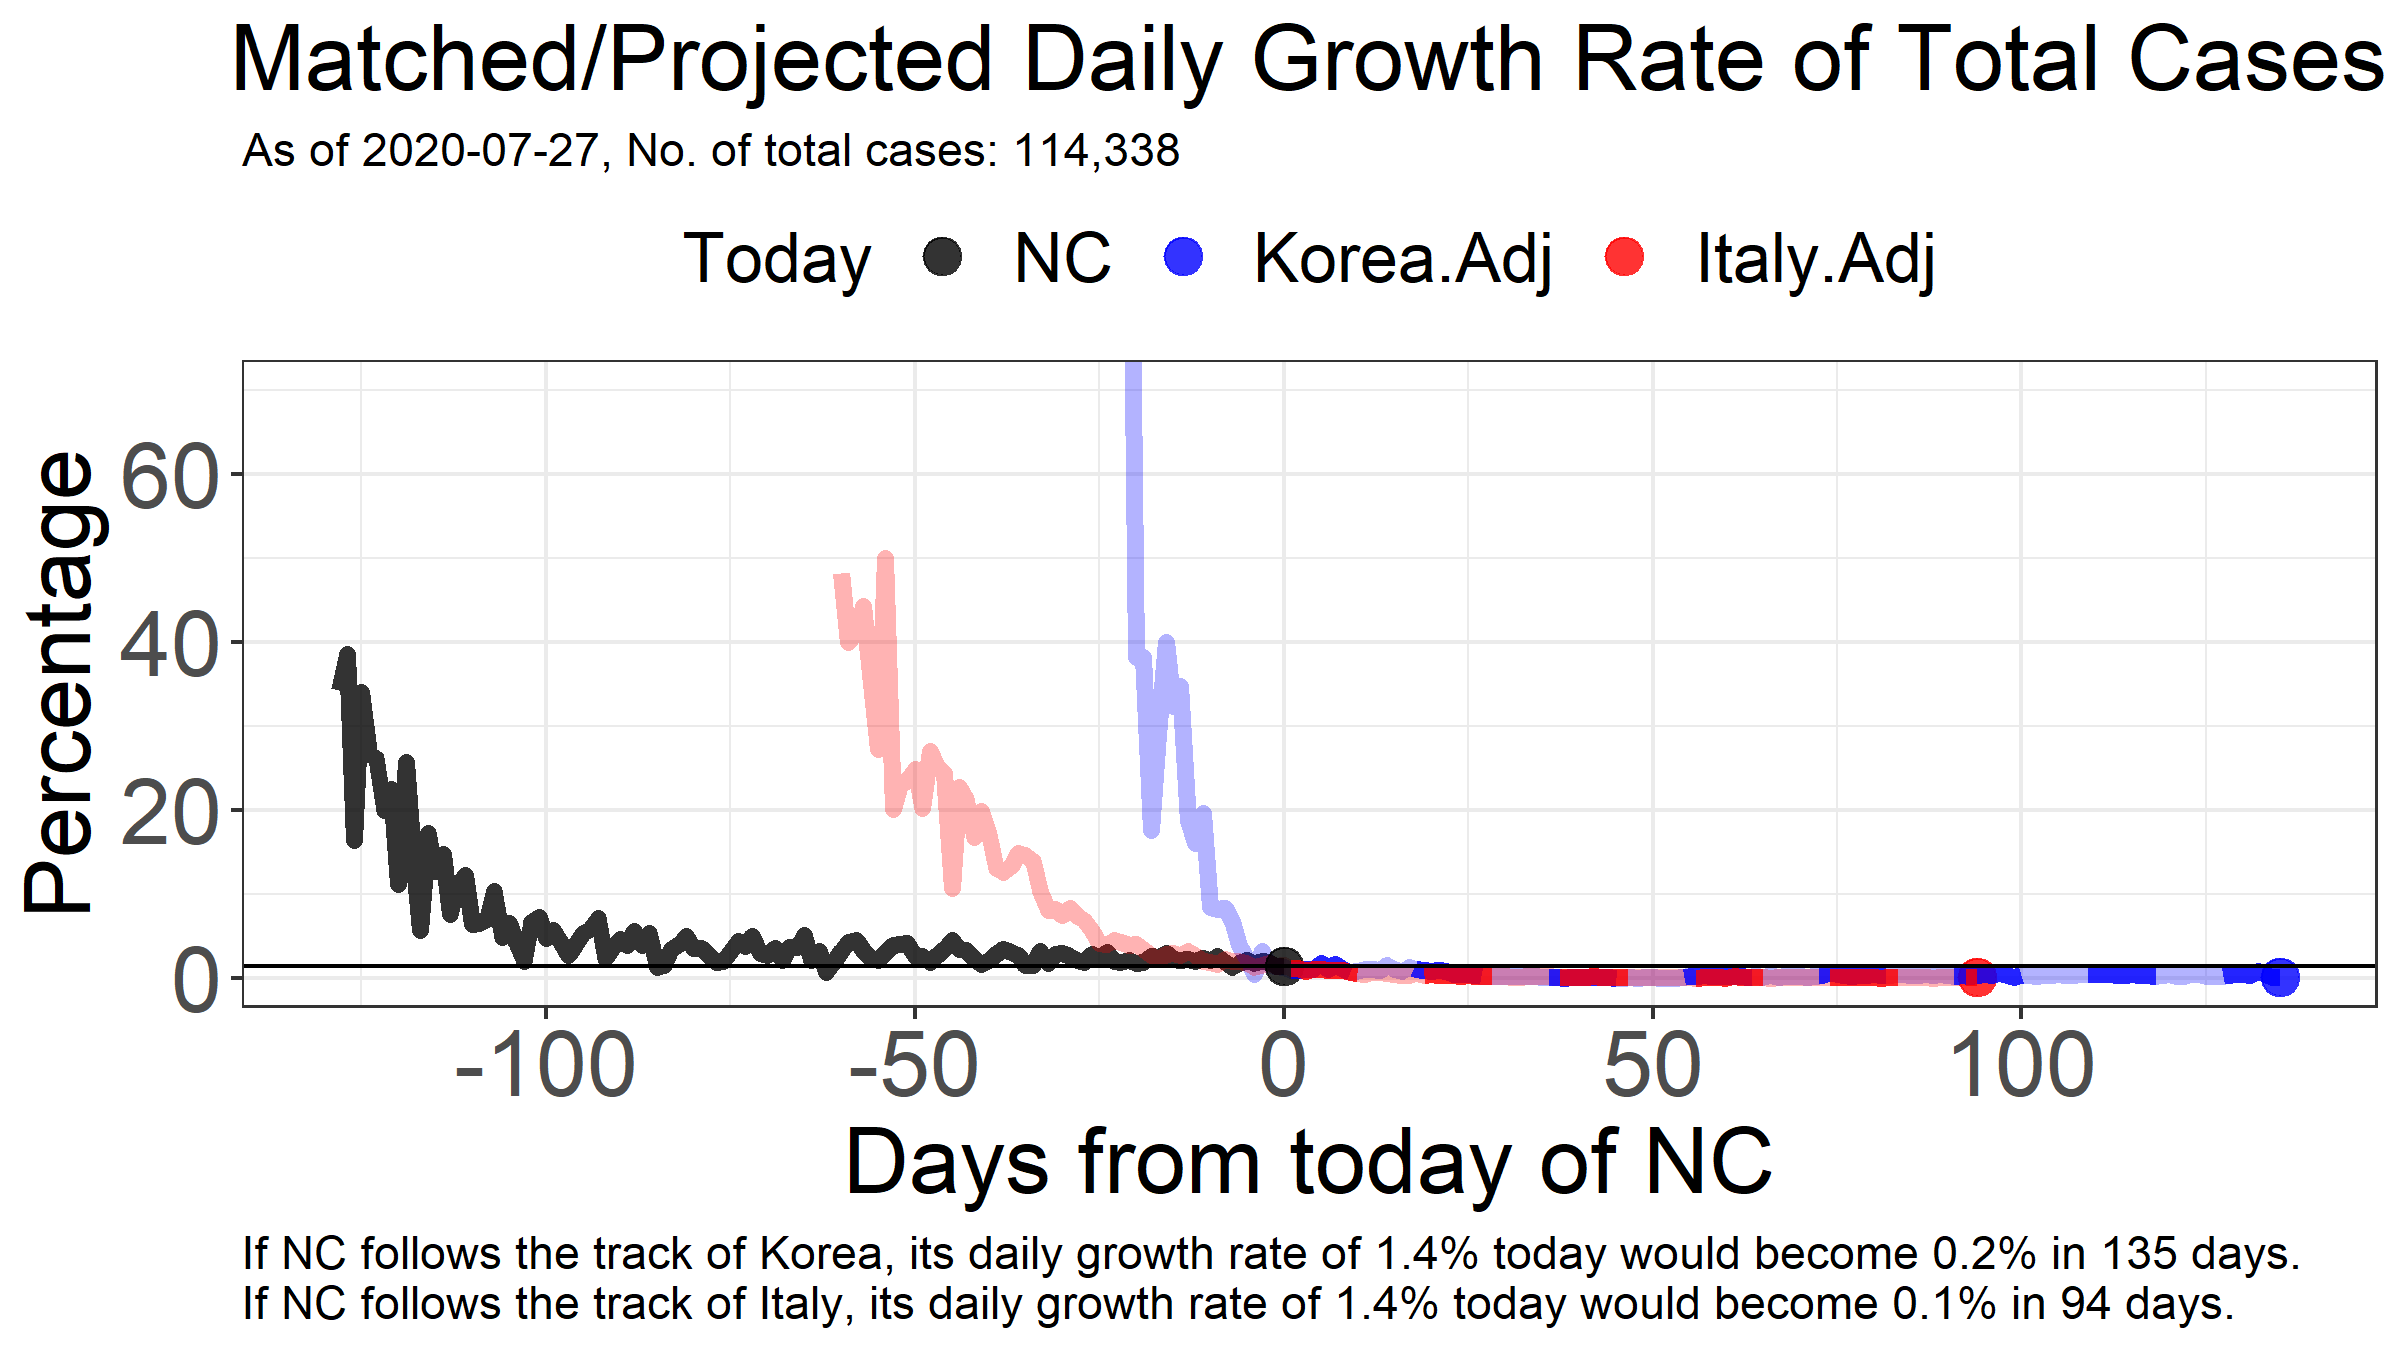 Matched/Projected Daily Growth Rate of Total Cases
As of 2020-07-27, No. of total cases: 114,338
Today NC Korea.Adj Italy.Adj
Percentage
60
40
20
0
-100 -50 0 50 100
Days from today of NC
If NC follows the track of Korea, its daily growth rate of 1.4% today would become 0.2% in 135 days.
If NC follows the track of Italy, its daily growth rate of 1.4% today would become 0.1% in 94 days.